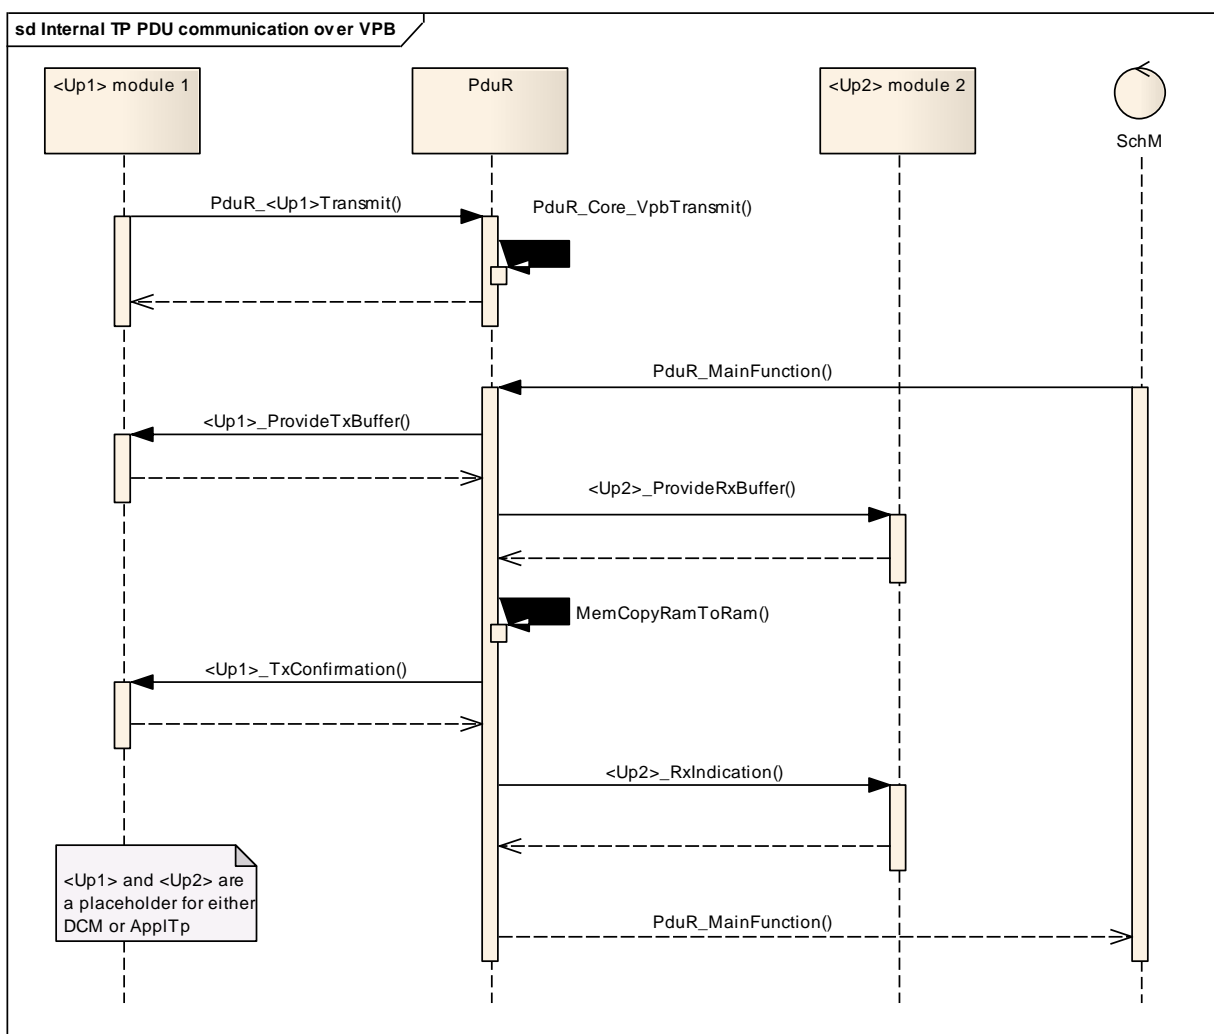 sd Internal TP PDU communication over VPB
<Up1> module 1
PduR
<Up2> module 2
SchM
PduR_<Up1>Transmit()
PduR_Core_VpbTransmit()
PduR_MainFunction()
<Up1>_ProvideTxBuffer()
<Up2>_ProvideRxBuffer()
MemCopyRamToRam()
<Up1>_TxConfirmation()
<Up2>_RxIndication()
<Up1> and <Up2> are
a placeholder for either
DCM or ApplTp
PduR_MainFunction()